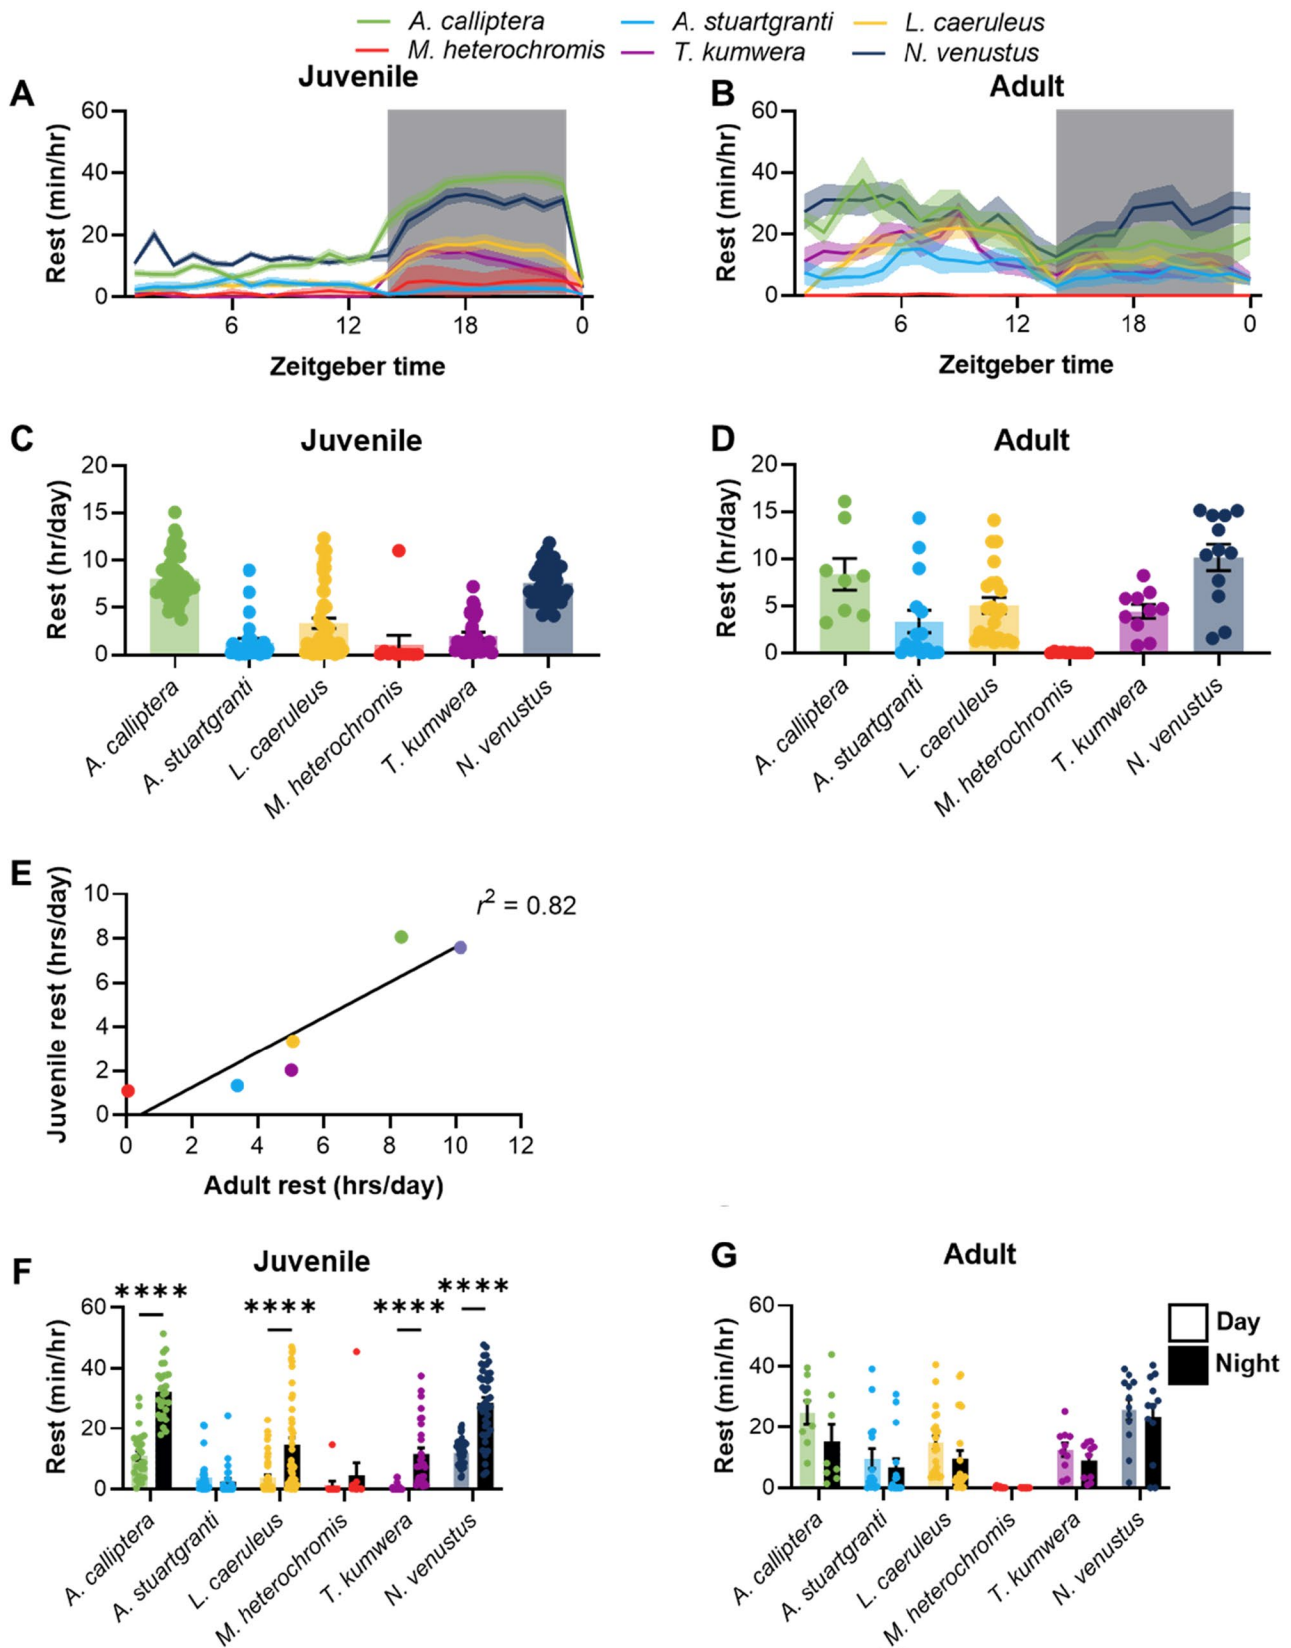 A. calliptera A. stuartgranti L. caeruleus
M. heterochromis T. kumwera N. venustus
A Juvenile
60
40
20
0
Rest (min/hr)
6 12 18 0
Zeitgeber time
B Adult
60
40
20
0
Rest (min/hr)
6 12 18 0
Zeitgeber time
C Juvenile
20
15
10
5
0
Rest (hr/day)
A. calliptera
A. stuartgranti
L. caeruleus
M. heterochromis
T. kumwera
N. venustus
D Adult
20
15
10
5
0
Rest (hr/day)
A. calliptera
A. stuartgranti
L. caeruleus
M. heterochromis
T. kumwera
N. venustus
E
r² = 0.82
10
8
6
4
2
0
Juvenile rest (hrs/day)
0 2 4 6 8 10 12
Adult rest (hrs/day)
F Juvenile
**** **** **** ****
60
40
20
0
Rest (min/hr)
A. calliptera
A. stuartgranti
L. caeruleus
M. heterochromis
T. kumwera
N. venustus
G Adult
60
40
20
0
Rest (min/hr)
Day
Night
A. calliptera
A. stuartgranti
L. caeruleus
M. heterochromis
T. kumwera
N. venustus